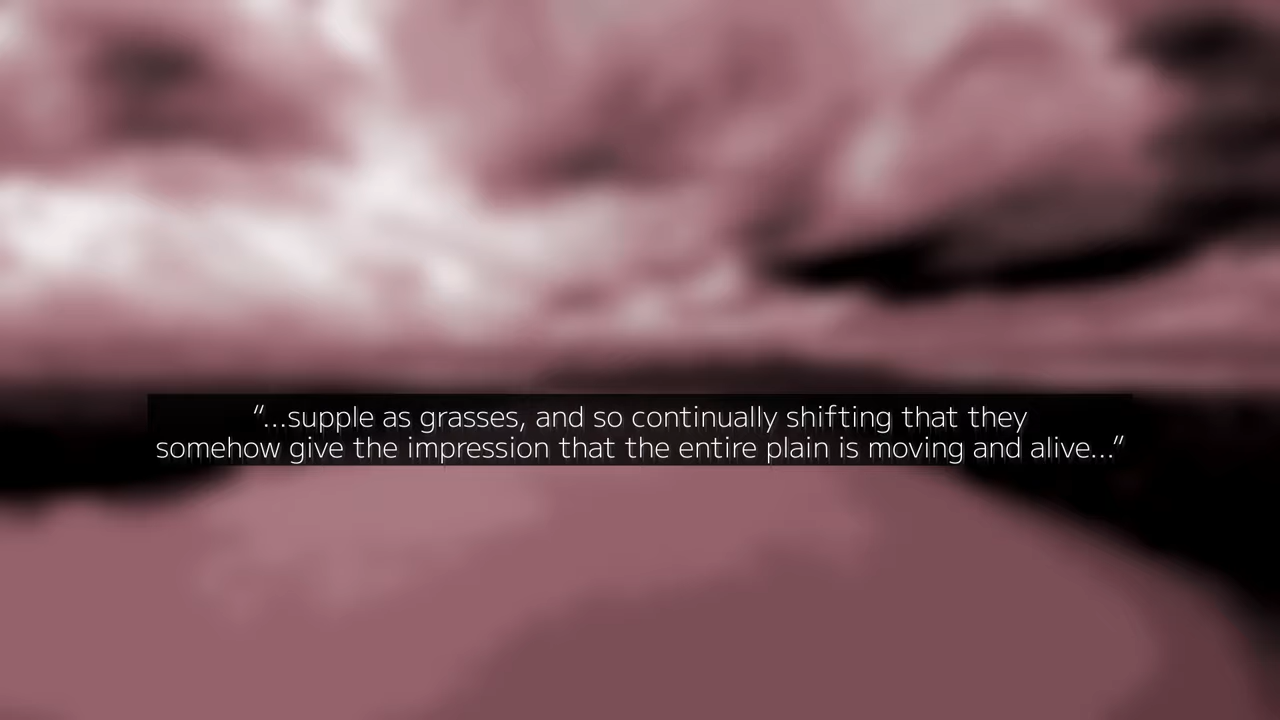 “...supple as grasses, and so continually shifting that they
somehow give the impression that the entire plain is moving and alive...”